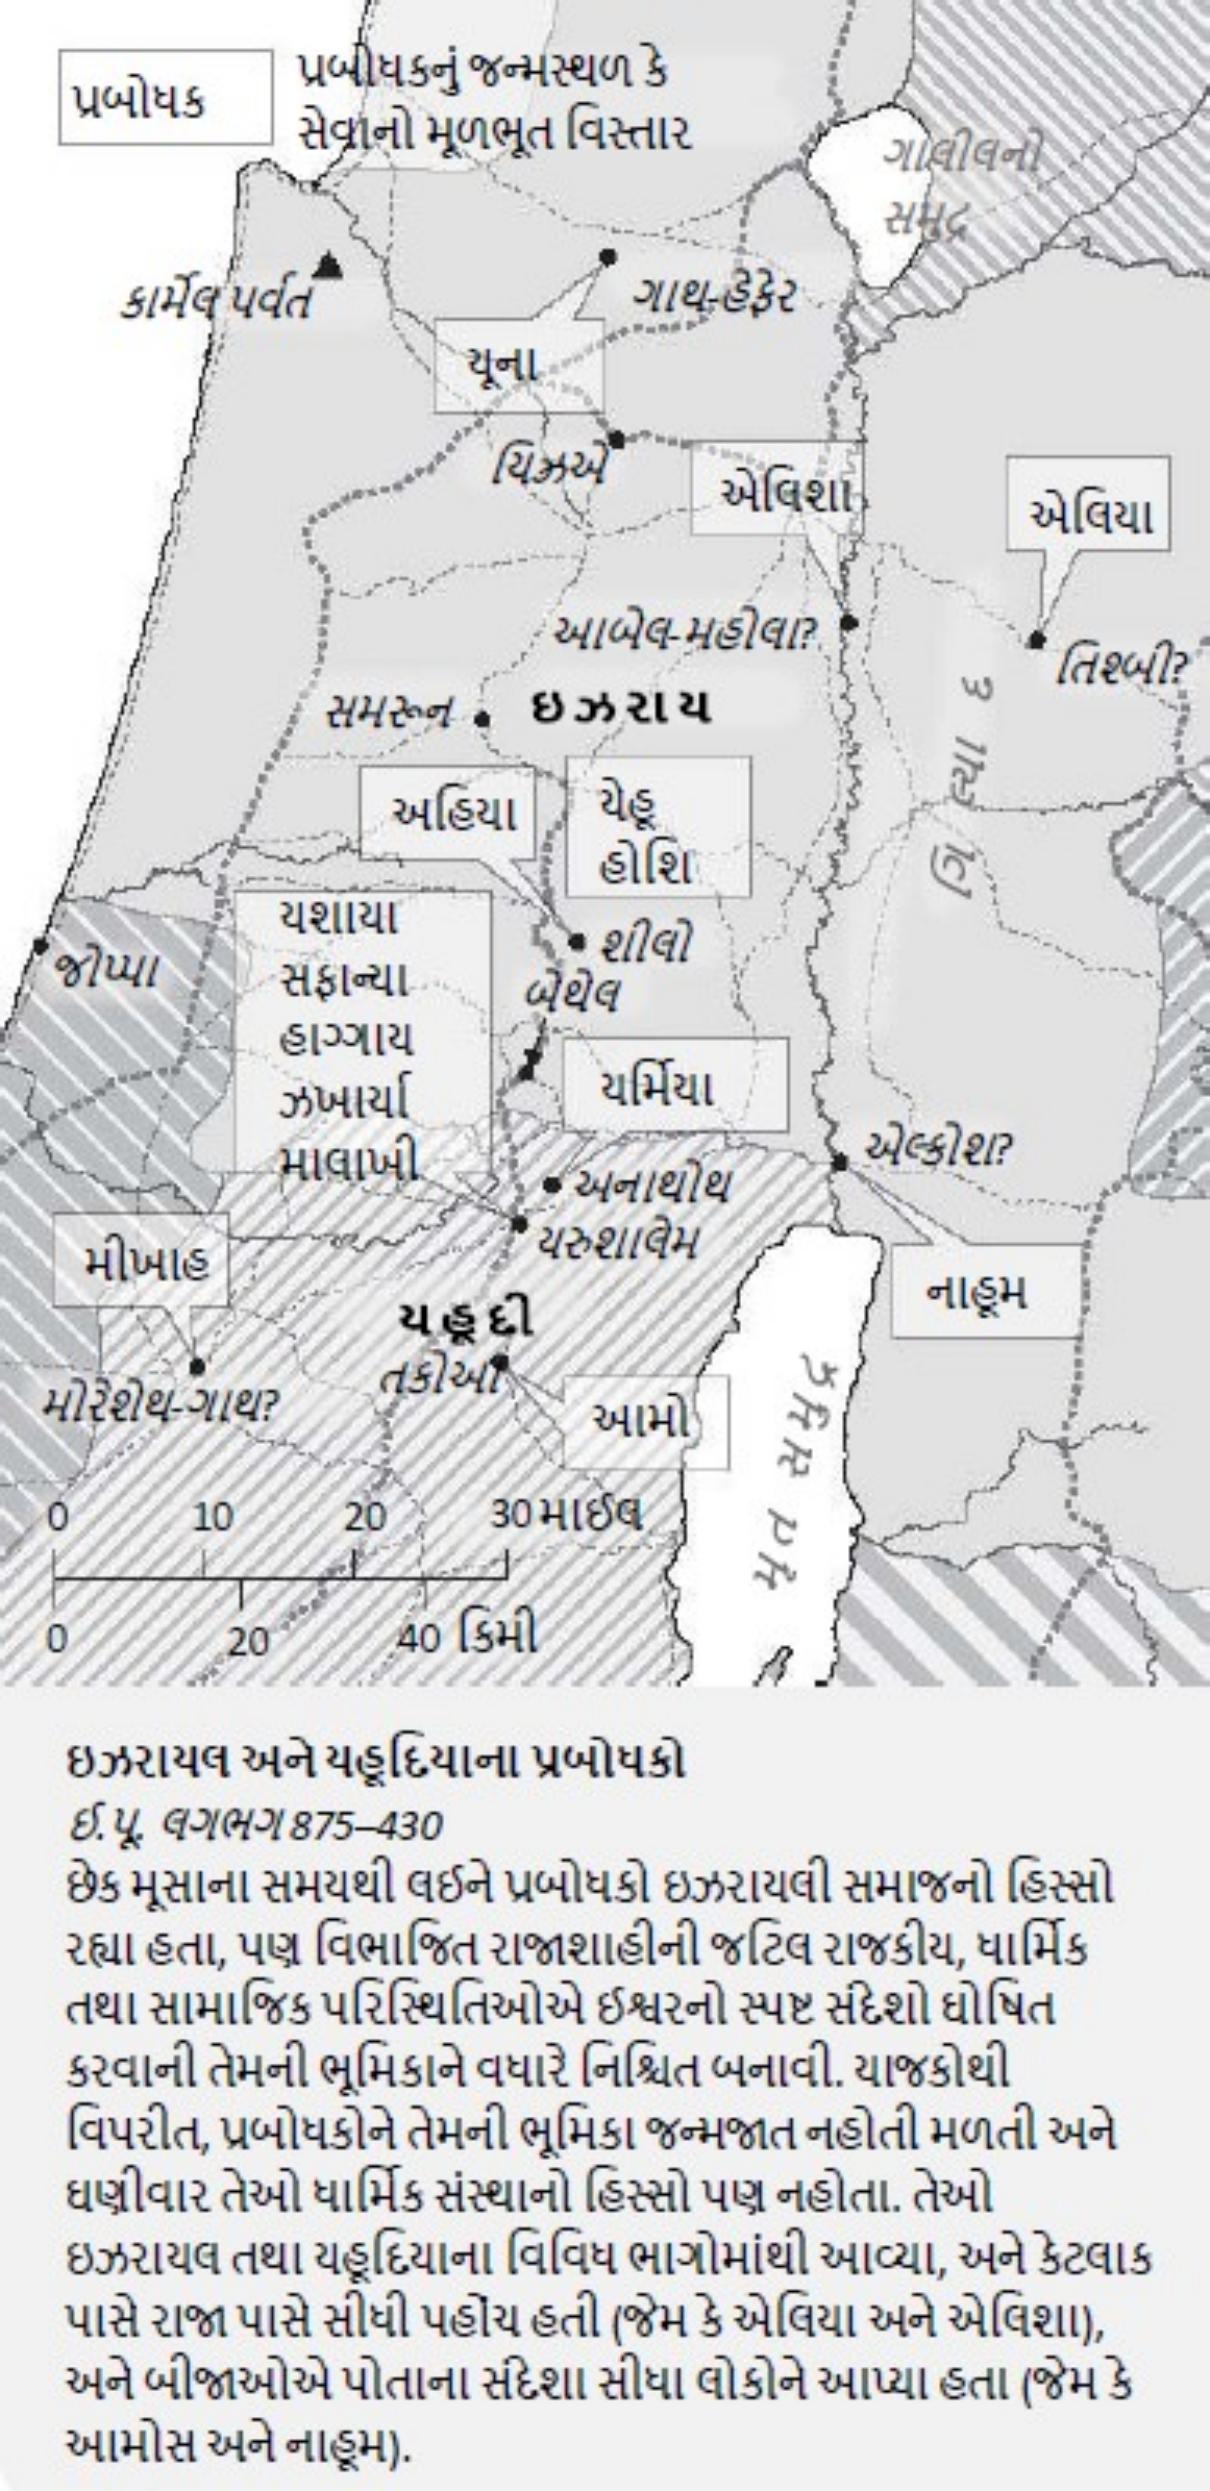 પ્રબોધક
પ્રબોધકનું જન્મસ્થળ કે
સેવાનો મૂળભૂત વિસ્તાર
ગાલીલનો
સમુદ્ર
કાર્મેલ પર્વત
ગાથ-હેફેર
યૂના
યિઝ્રએ
એલિશા
એલિયા
આબેલ-મહોલા?
તિશ્બી?
સમરૂન
ઇઝરાય
ગિ લ્યા દ
અહિયા
યેહૂ
હોશિ
યશાયા
સફાન્યા
હાગ્ગાય
ઝખાર્યા
માલાખી
શીલો
જોપ્પા
બેથેલ
યર્મિયા
એલ્કોશ?
અનાથોથ
યરુશાલેમ
મીખાહ
નાહૂમ
યહૂદી
તકોઆ
મોરેશેથ-ગાથ?
આમો
મૃત સમુદ્ર
0 10 20 30 માઈલ
0 20 40 કિમી
ઇઝરાયલ અને યહૂદિયાના પ્રબોધકો
ઈ.પૂ. લગભગ 875–430
છેક મૂસાના સમયથી લઈને પ્રબોધકો ઇઝરાયલી સમાજનો હિસ્સો
રહ્યા હતા, પણ વિભાજિત રાજાશાહીની જટિલ રાજકીય, ધાર્મિક
તથા સામાજિક પરિસ્થિતિઓએ ઈશ્વરનો સ્પષ્ટ સંદેશો ઘોષિત
કરવાની તેમની ભૂમિકાને વધારે નિશ્ચિત બનાવી. યાજકોથી
વિપરીત, પ્રબોધકોને તેમની ભૂમિકા જન્મજાત નહોતી મળતી અને
ઘણીવાર તેઓ ધાર્મિક સંસ્થાનો હિસ્સો પણ નહોતા. તેઓ
ઇઝરાયલ તથા યહૂદિયાના વિવિધ ભાગોમાંથી આવ્યા, અને કેટલાક
પાસે રાજા પાસે સીધી પહોંચ હતી (જેમ કે એલિયા અને એલિશા),
અને બીજાઓએ પોતાના સંદેશા સીધા લોકોને આપ્યા હતા (જેમ કે
આમોસ અને નાહૂમ).